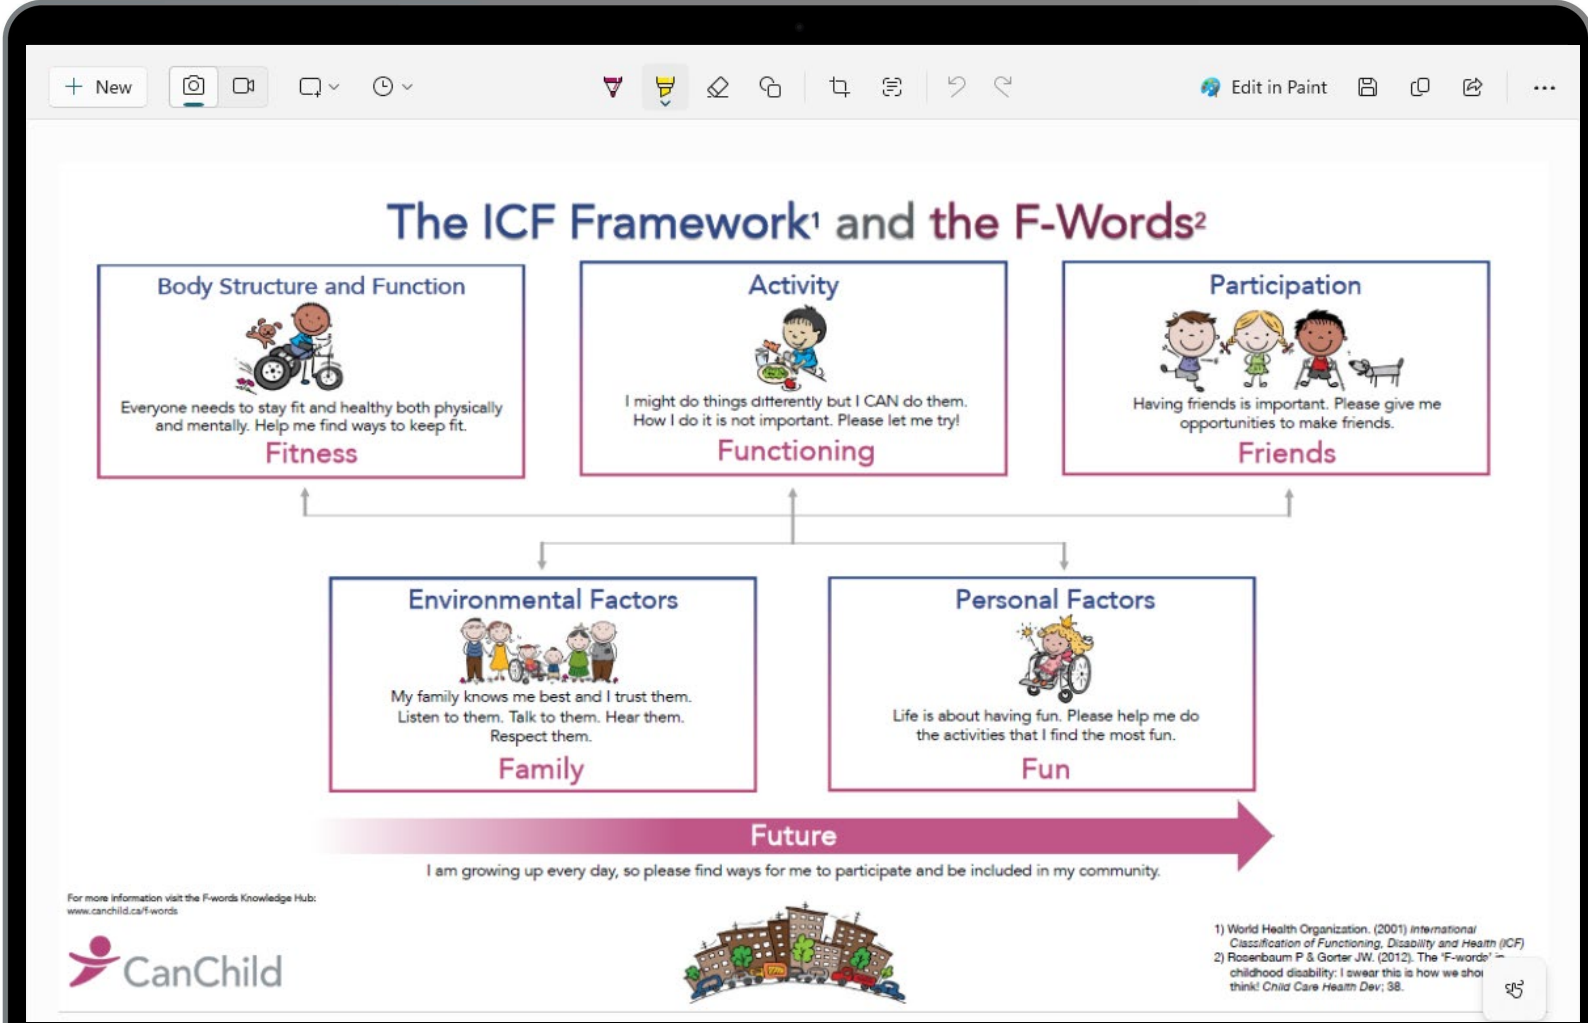 New
Edit in Paint
The ICF Framework¹ and the F-Words²
Body Structure and Function
Everyone needs to stay fit and healthy both physically
and mentally. Help me find ways to keep fit.
Fitness
Activity
I might do things differently but I CAN do them.
How I do it is not important. Please let me try!
Functioning
Participation
Having friends is important. Please give me
opportunities to make friends.
Friends
Environmental Factors
My family knows me best and I trust them.
Listen to them. Talk to them. Hear them.
Respect them.
Family
Personal Factors
Life is about having fun. Please help me do
the activities that I find the most fun.
Fun
Future
I am growing up every day, so please find ways for me to participate and be included in my community.
For more information visit the F-words Knowledge Hub:
www.canchild.ca/f-words
CanChild
1) World Health Organization. (2001) International
Classification of Functioning, Disability and Health (ICF)
2) Rosenbaum P & Gorter JW. (2012). The 'F-words'
childhood disability: I swear this is how we
think! Child Care Health Dev; 38.